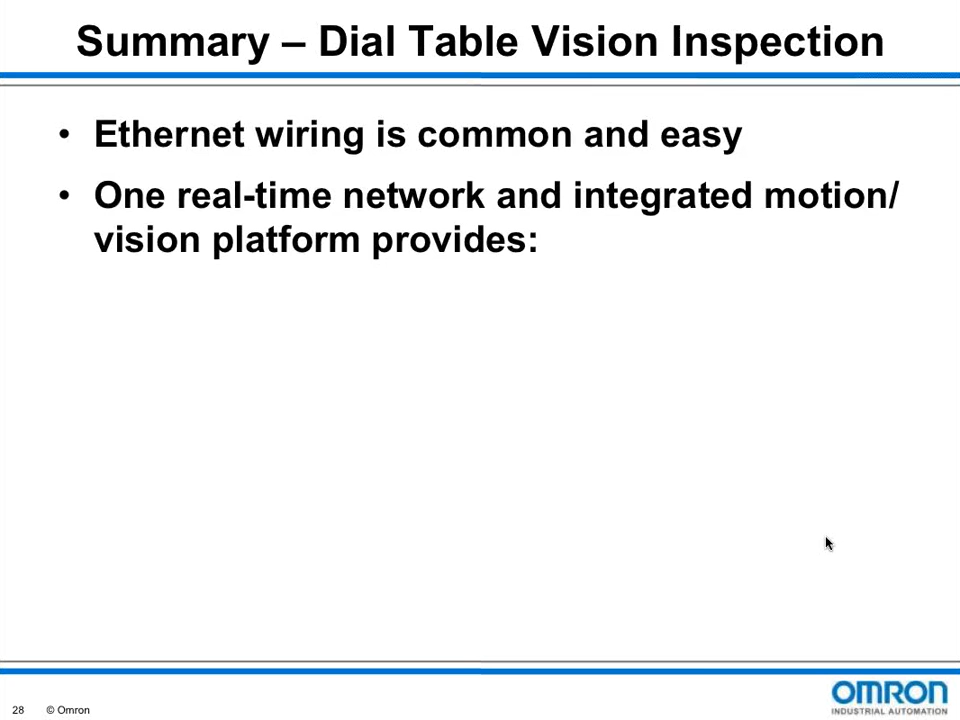 Summary – Dial Table Vision Inspection
• Ethernet wiring is common and easy
• One real-time network and integrated motion/
vision platform provides:
28 © Omron
OMRON
INDUSTRIAL AUTOMATION